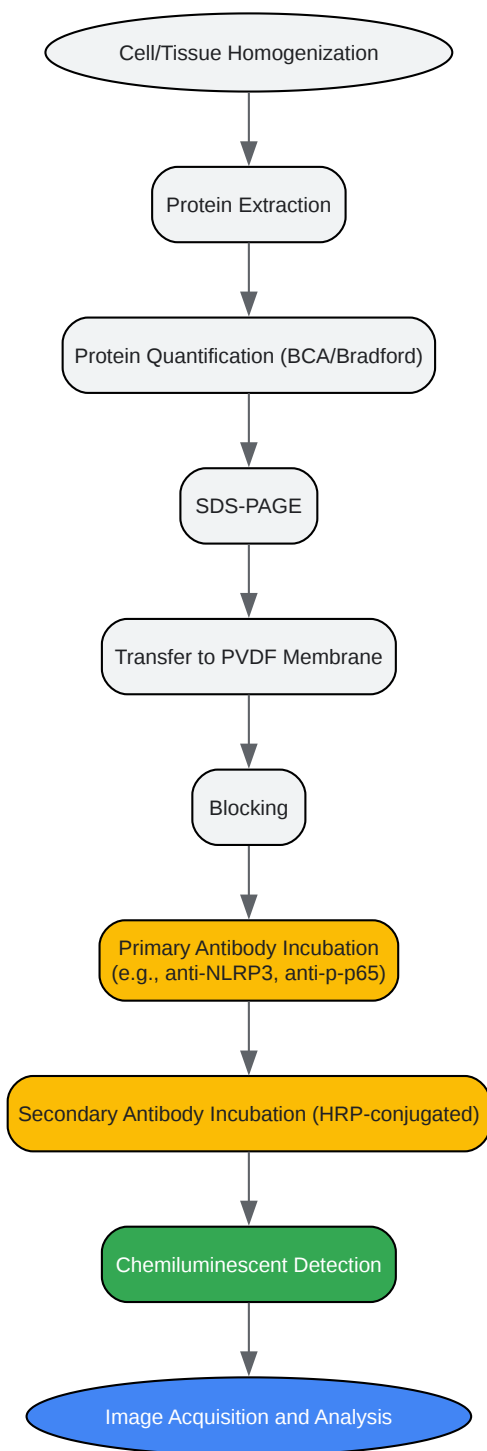 Cell/Tissue Homogenization
Protein Extraction
Protein Quantification (BCA/Bradford)
SDS-PAGE
Transfer to PVDF Membrane
Blocking
Primary Antibody Incubation
(e.g., anti-NLRP3, anti-p-p65)
Secondary Antibody Incubation (HRP-conjugated)
Chemiluminescent Detection
Image Acquisition and Analysis